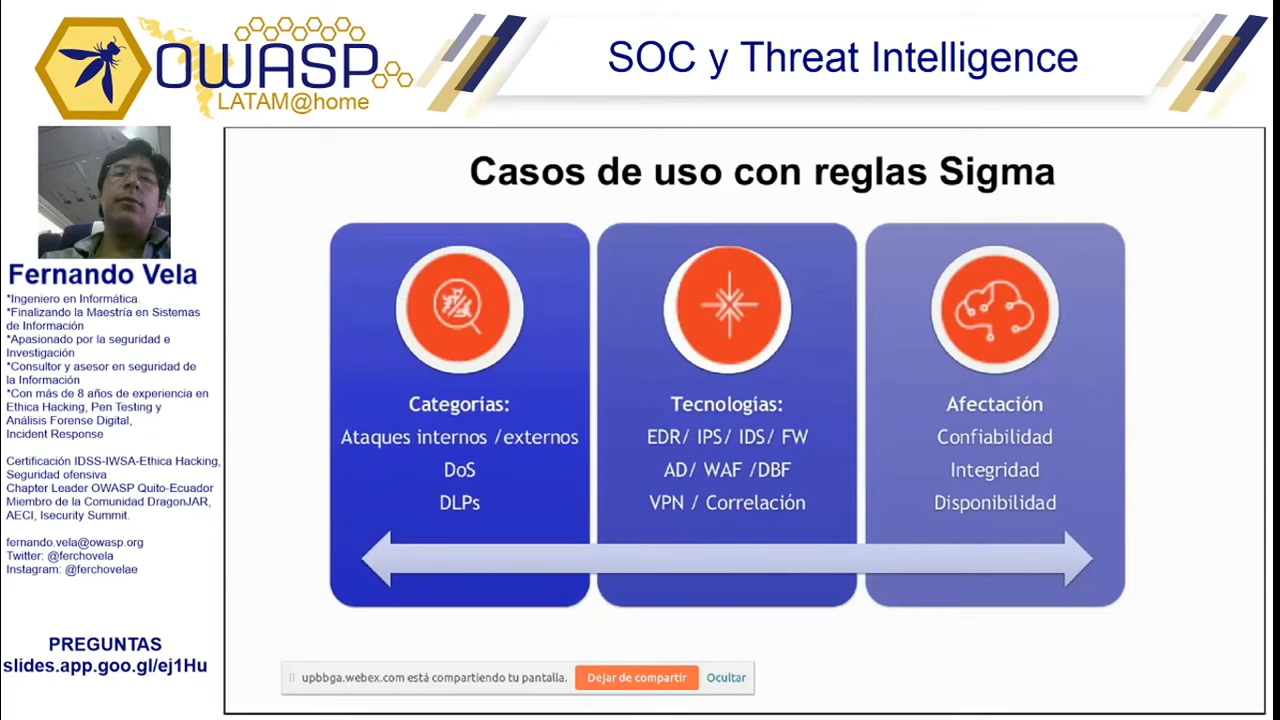 OWASP
LATAM@home
SOC y Threat Intelligence
Fernando Vela
*Ingeniero en Informática.
*Finalizando la Maestría en Sistemas
de Información
*Apasionado por la seguridad e
Investigación
*Consultor y asesor en seguridad de
la Información
*Con más de 8 años de experiencia en
Ethica Hacking, Pen Testing y
Análisis Forense Digital,
Incident Response
Certificación IDSS-IWSA-Ethica Hacking,
Seguridad ofensiva
Chapter Leader OWASP Quito-Ecuador
Miembro de la Comunidad DragonJAR,
AECI, Isecurity Summit.
fernando.vela@owasp.org
Twitter: @ferchovela
Instagram: @ferchovelae
PREGUNTAS
slides.app.goo.gl/ej1Hu
Casos de uso con reglas Sigma
Categorías:
Ataques internos /externos
DoS
DLPs
Tecnologías:
EDR/ IPS/ IDS/ FW
AD/ WAF /DBF
VPN / Correlación
Afectación
Confiabilidad
Integridad
Disponibilidad
upbbga.webex.com está compartiendo tu pantalla.
Dejar de compartir
Ocultar